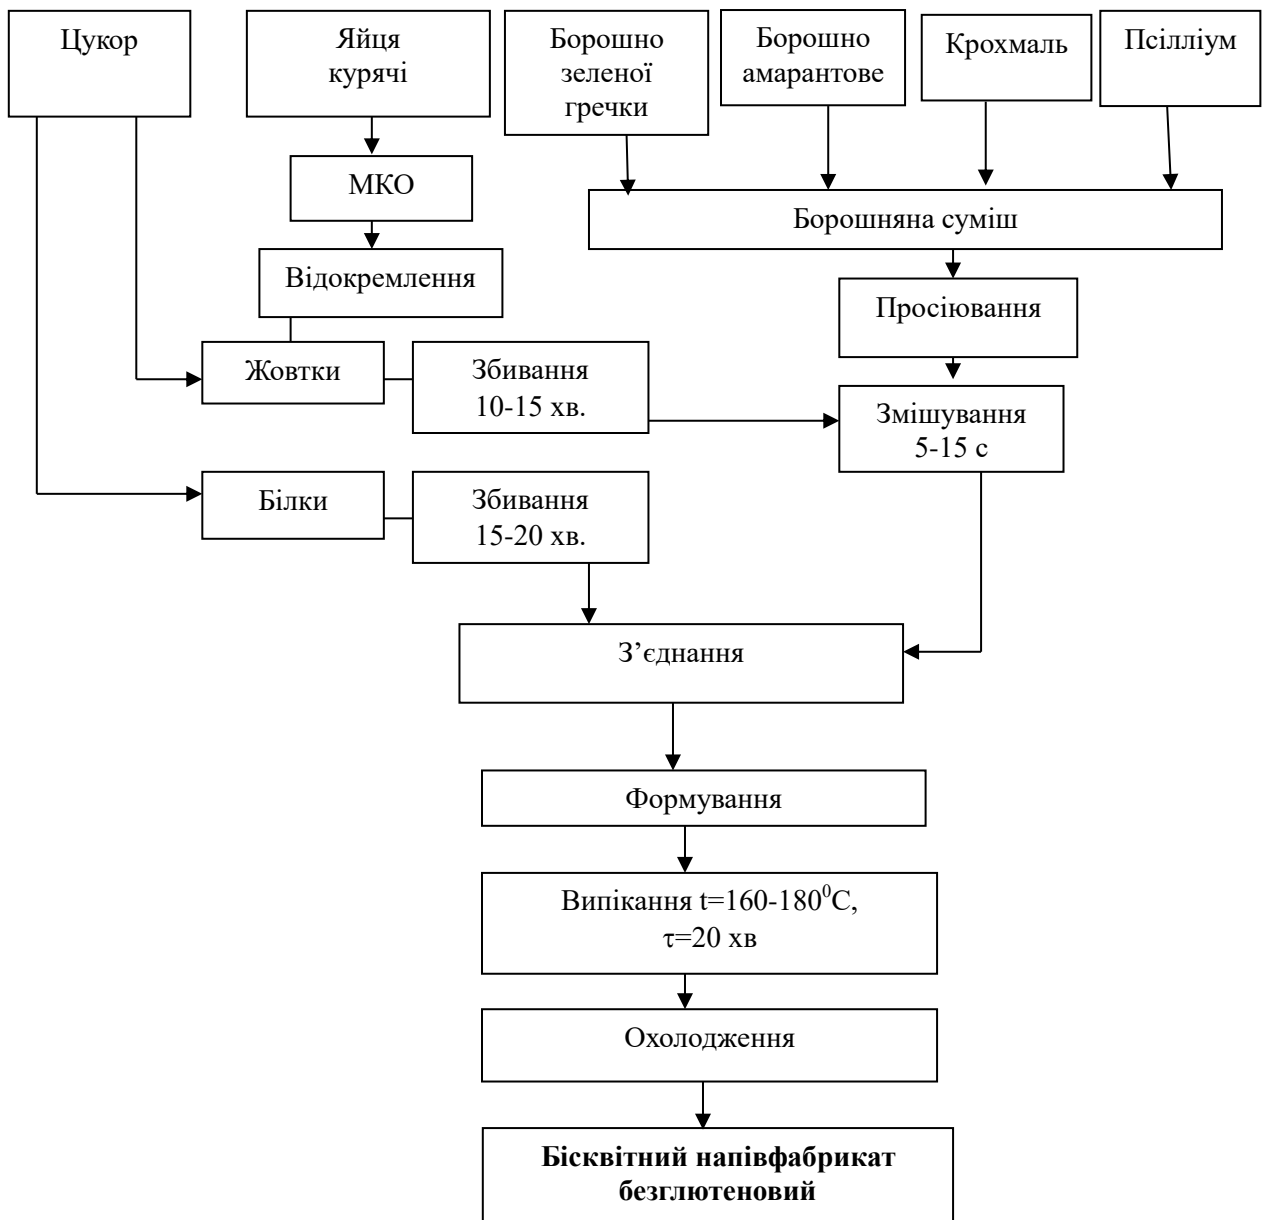 Цукор
Яйця
курячі
Борошно
зеленої
гречки
Борошно
амарантове
Крохмаль
Псілліум
МКО
Борошняна суміш
Відокремлення
Просіювання
Жовтки
Збивання
10-15 хв.
Змішування
5-15 с
Білки
Збивання
15-20 хв.
З’єднання
Формування
Випікання t=160-180⁰С,
τ=20 хв
Охолодження
Бісквітний напівфабрикат
безглютеновий